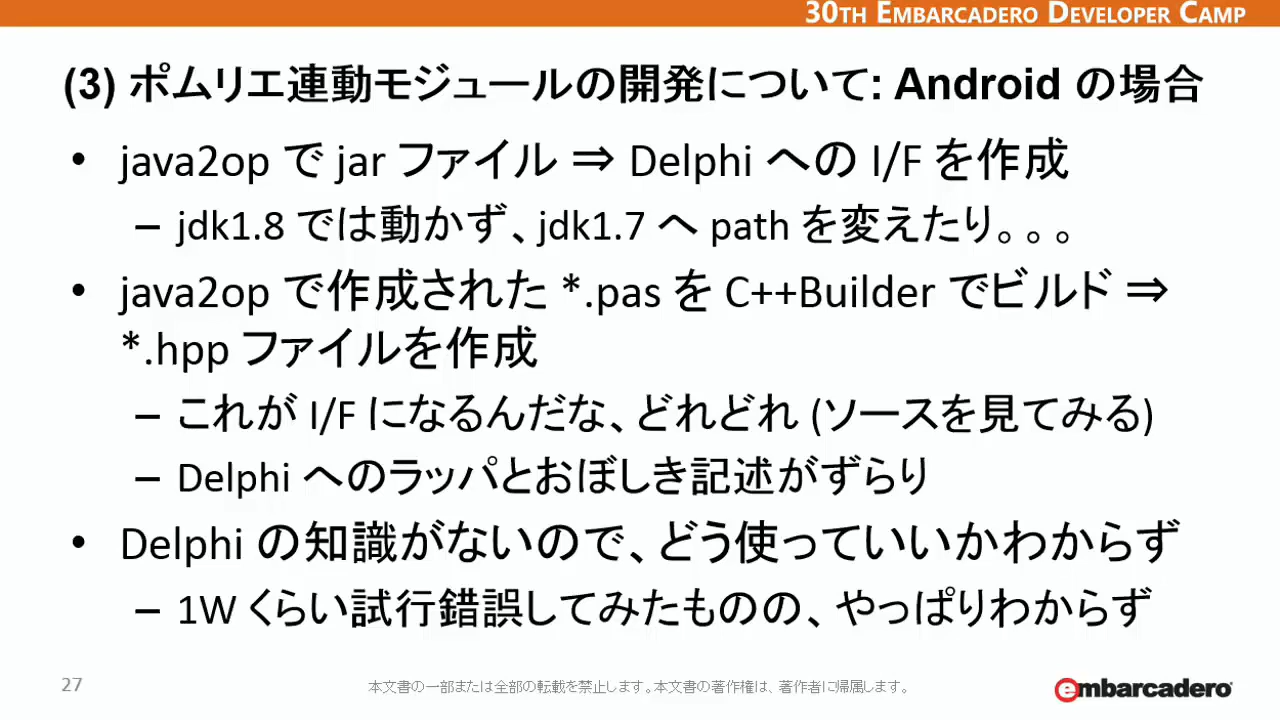 30TH EMBARCADERO DEVELOPER CAMP
(3) ポムリエ連動モジュールの開発について: Android の場合
• java2op で jar ファイル ⇒ Delphi への I/F を作成
– jdk1.8 では動かず、jdk1.7 へ path を変えたり。。。
• java2op で作成された *.pas を C++Builder でビルド ⇒
*.hpp ファイルを作成
– これが I/F になるんだな、どれどれ (ソースを見てみる)
– Delphi へのラッパとおぼしき記述がずらり
• Delphi の知識がないので、どう使っていいかわからず
– 1W くらい試行錯誤してみたものの、やっぱりわからず
27
本文書の一部または全部の転載を禁止します。本文書の著作権は、著作者に帰属します。
embarcadero